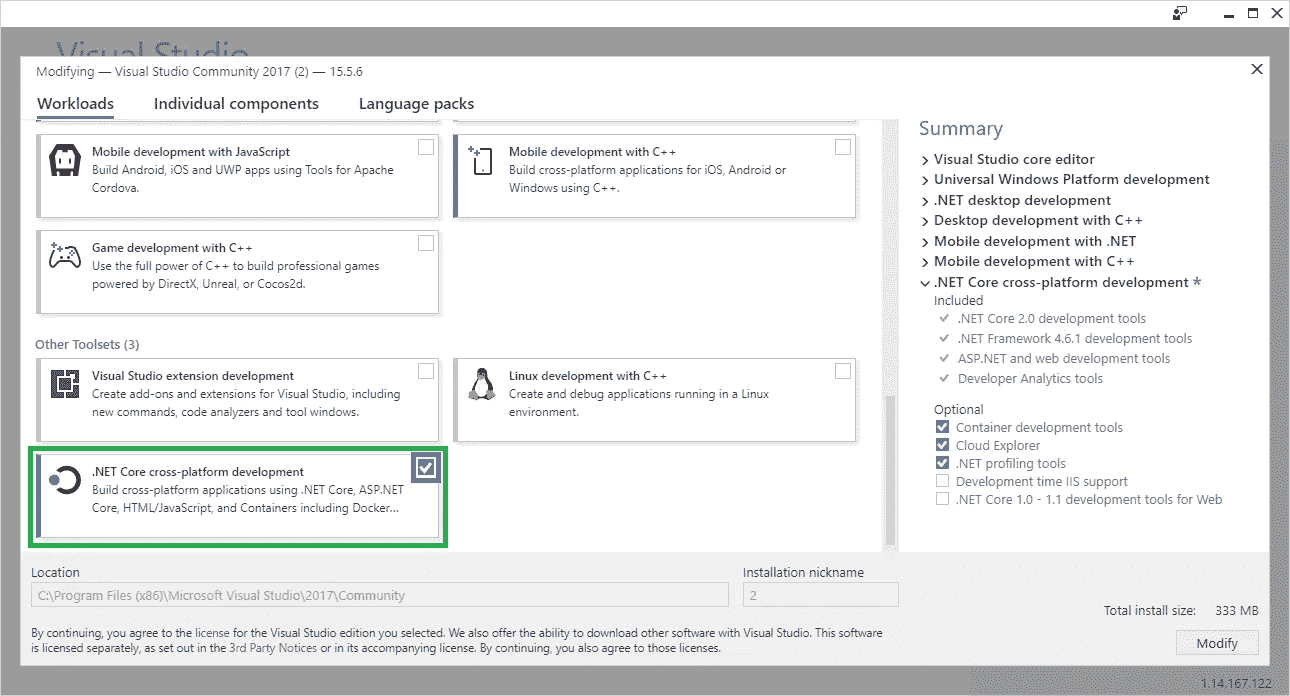 Visual Studio
Modifying — Visual Studio Community 2017 (2) — 15.5.6
Workloads
Individual components
Language packs
Mobile development with JavaScript
Build Android, iOS and UWP apps using Tools for Apache
Cordova.
Mobile development with C++
Build cross-platform applications for iOS, Android or
Windows using C++.
Game development with C++
Use the full power of C++ to build professional games
powered by DirectX, Unreal, or Cocos2d.
Other Toolsets (3)
Visual Studio extension development
Create add-ons and extensions for Visual Studio, including
new commands, code analyzers and tool windows.
Linux development with C++
Create and debug applications running in a Linux
environment.
.NET Core cross-platform development
Build cross-platform applications using .NET Core, ASP.NET
Core, HTML/JavaScript, and Containers including Docker...
Summary
Visual Studio core editor
Universal Windows Platform development
.NET desktop development
Desktop development with C++
Mobile development with .NET
Mobile development with C++
.NET Core cross-platform development *
Included
.NET Core 2.0 development tools
.NET Framework 4.6.1 development tools
ASP.NET and web development tools
Developer Analytics tools
Optional
Container development tools
Cloud Explorer
.NET profiling tools
Development time IIS support
.NET Core 1.0 - 1.1 development tools for Web
Location
C:\Program Files (x86)\Microsoft Visual Studio\2017\Community
Installation nickname
2
Total install size: 333 MB
By continuing, you agree to the license for the Visual Studio edition you selected. We also offer the ability to download other software with Visual Studio. This software
is licensed separately, as set out in the 3rd Party Notices or in its accompanying license. By continuing, you also agree to those licenses.
Modify
1.14.167.122